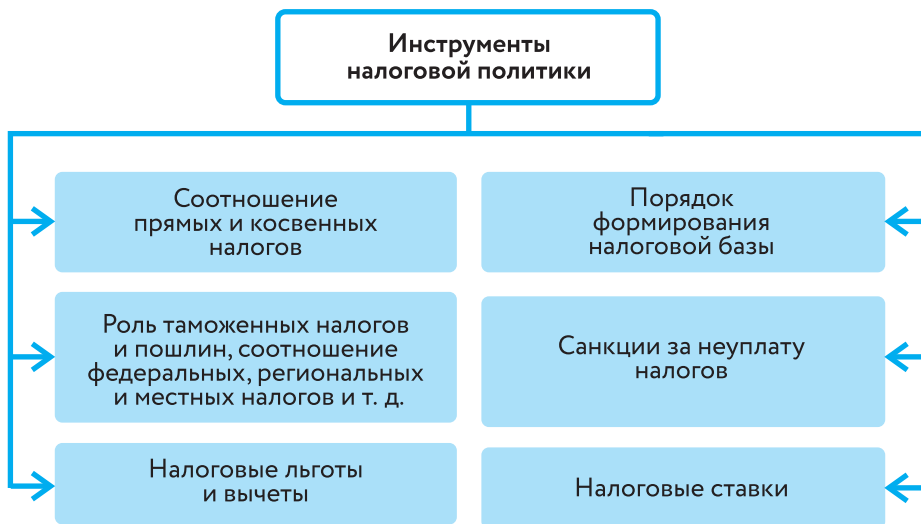 Инструменты
налоговой политики
Соотношение
прямых и косвенных
налогов
Порядок
формирования
налоговой базы
Роль таможенных налогов
и пошлин, соотношение
федеральных, региональных
и местных налогов и т. д.
Санкции за неуплату
налогов
Налоговые льготы
и вычеты
Налоговые ставки